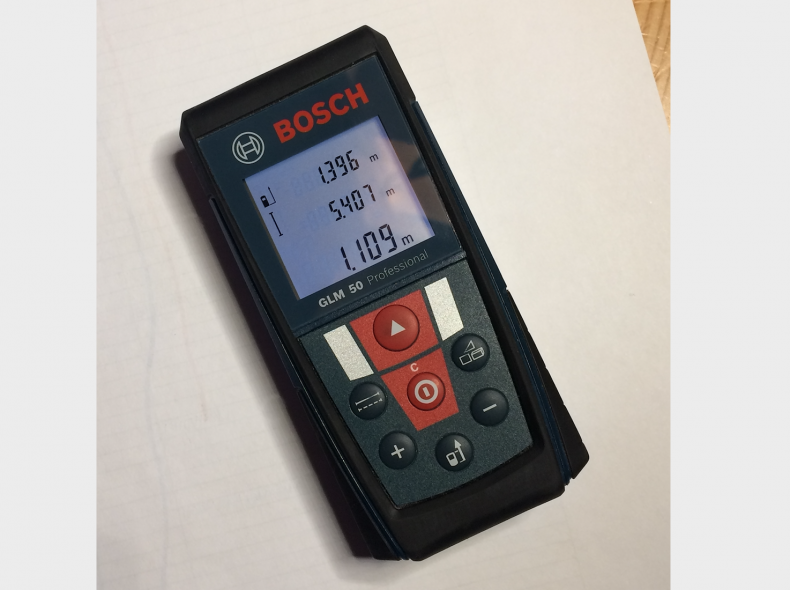 BOSCH
1.396 m
5.407 m
1.109 m
GLM 50 Professional
C
+
−